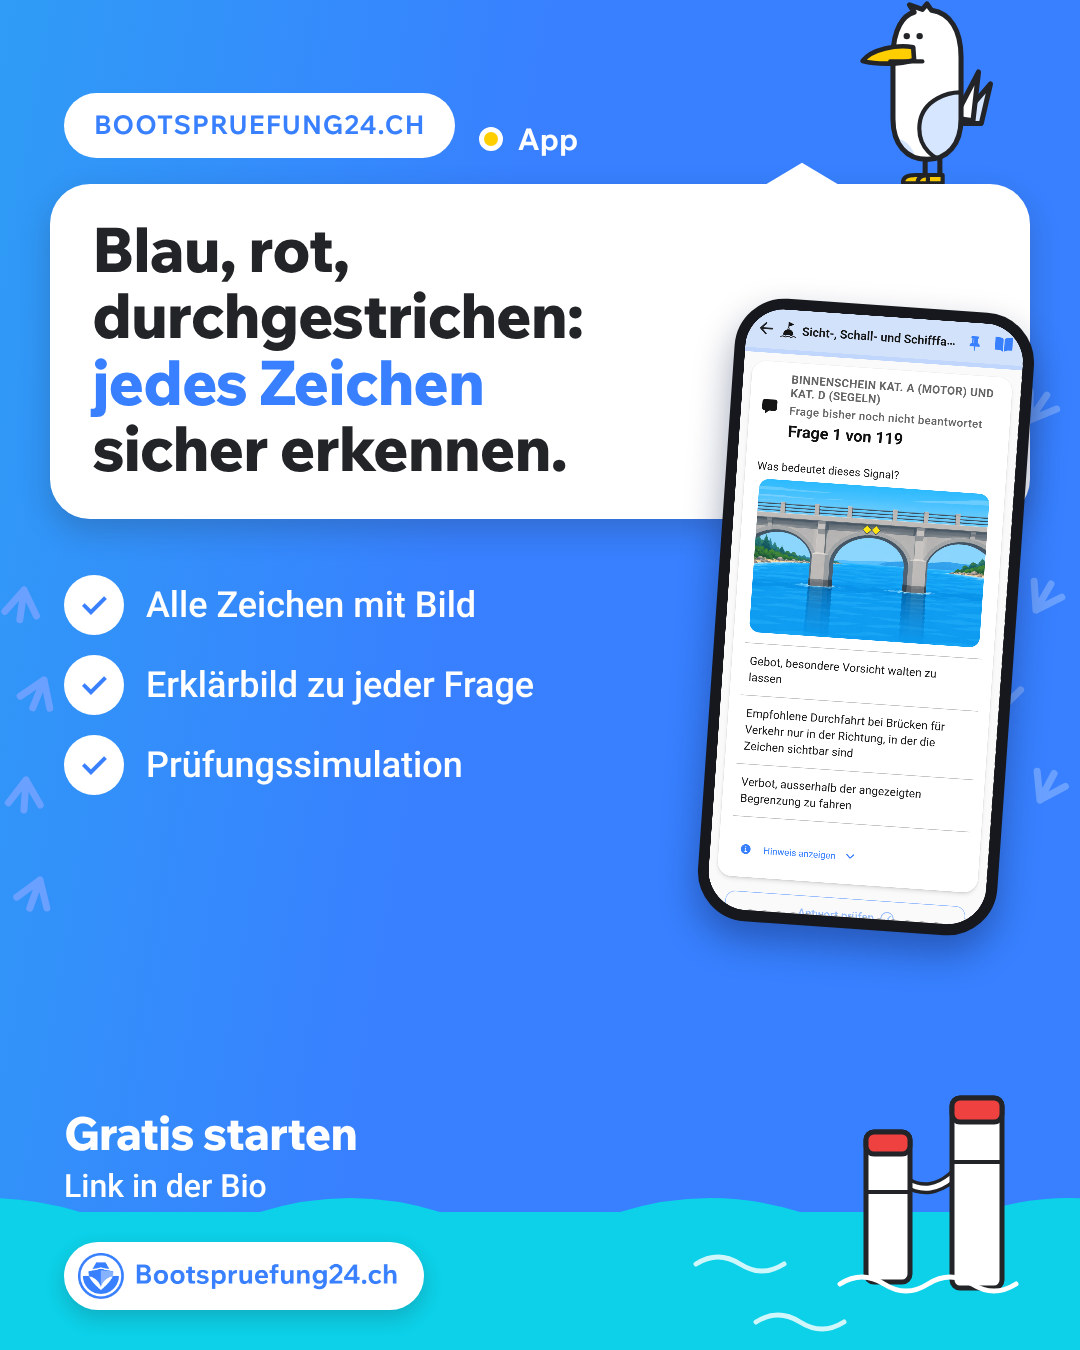 BOOTSPRUEFUNG24.CH
App
Blau, rot,
durchgestrichen:
jedes Zeichen
sicher erkennen.
Sicht-, Schall- und Schifffa...
BINNENSCHEIN KAT. A (MOTOR) UND
KAT. D (SEGELN)
Frage bisher noch nicht beantwortet
Frage 1 von 119
Was bedeutet dieses Signal?
Gebot, besondere Vorsicht walten zu
lassen
Empfohlene Durchfahrt bei Brücken für
Verkehr nur in der Richtung, in der die
Zeichen sichtbar sind
Verbot, ausserhalb der angezeigten
Begrenzung zu fahren
Hinweis anzeigen
Antwort prüfen
Alle Zeichen mit Bild
Erklärbild zu jeder Frage
Prüfungssimulation
Gratis starten
Link in der Bio
Bootspruefung24.ch